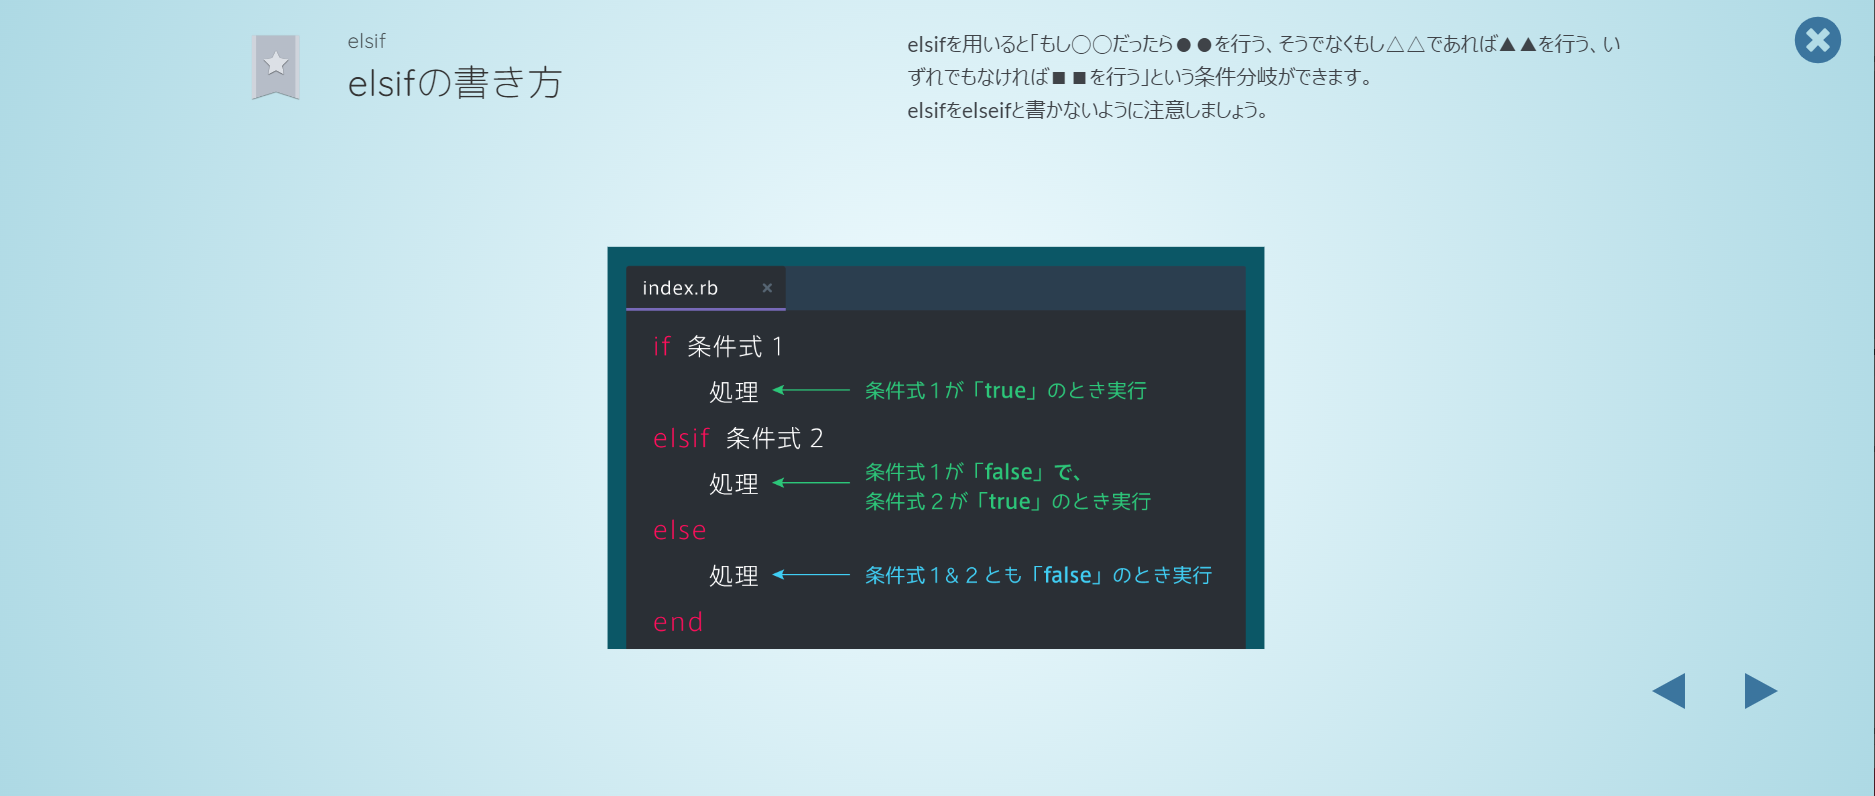 elsif
elsifの書き方
elsifを用いると「もし○○だったら●●を行う、そうでなくもし△△であれば▲▲を行う、い
ずれでもなければ■■を行う」という条件分岐ができます。
elsifをelseifと書かないように注意しましょう。
index.rb ×
if 条件式 1
処理 条件式1が「true」のとき実行
elsif 条件式 2
処理 条件式1が「false」で、
条件式2が「true」のとき実行
else
処理 条件式1&2とも「false」のとき実行
end